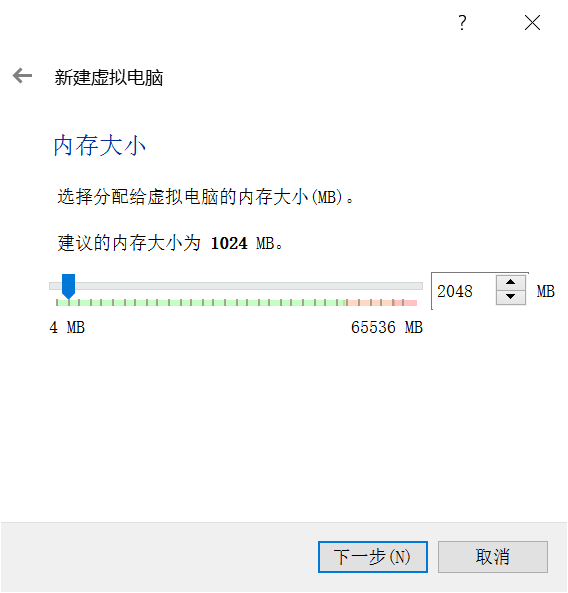 ?
新建虚拟电脑
内存大小
选择分配给虚拟电脑的内存大小(MB)。
建议的内存大小为 1024 MB。
2048 MB
4 MB 65536 MB
下一步(N) 取消